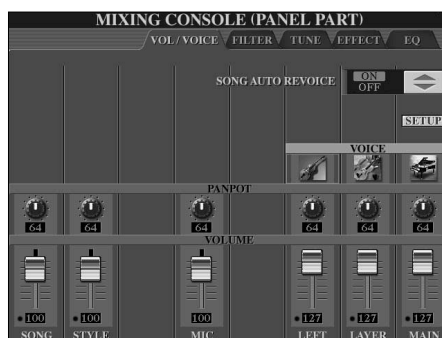 MIXING CONSOLE (PANEL PART)
VOL / VOICE FILTER TUNE EFFECT EQ
SONG AUTO REVOICE ON
OFF
SETUP
VOICE
PANPOT
64 64 64 64 64 64
VOLUME
100 100 100 127 127 127
SONG STYLE MIC LEFT LAYER MAIN